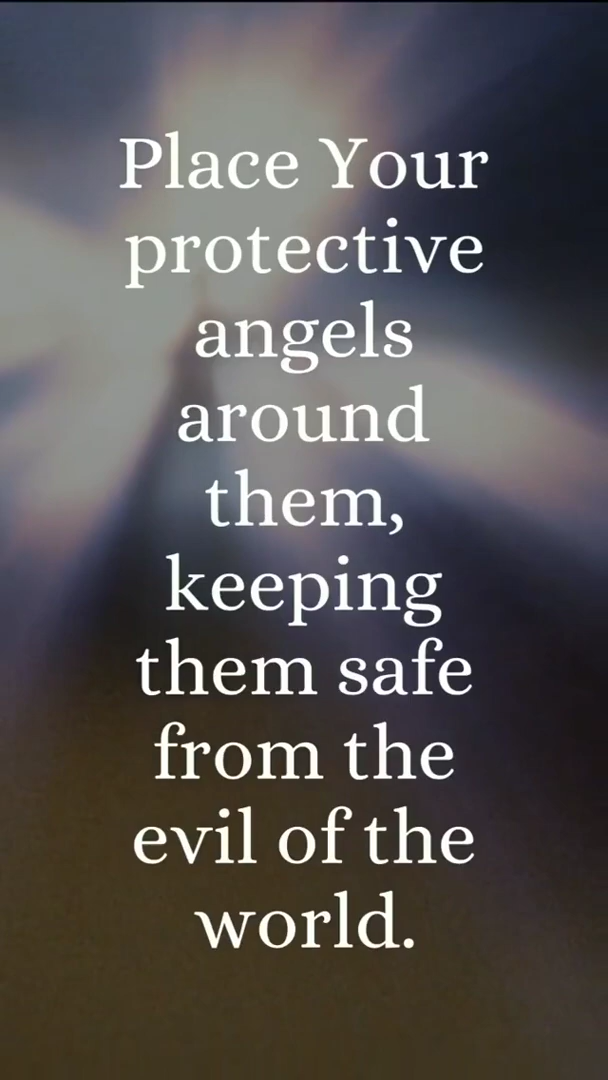 Place Your
protective
angels
around
them,
keeping
them safe
from the
evil of the
world.